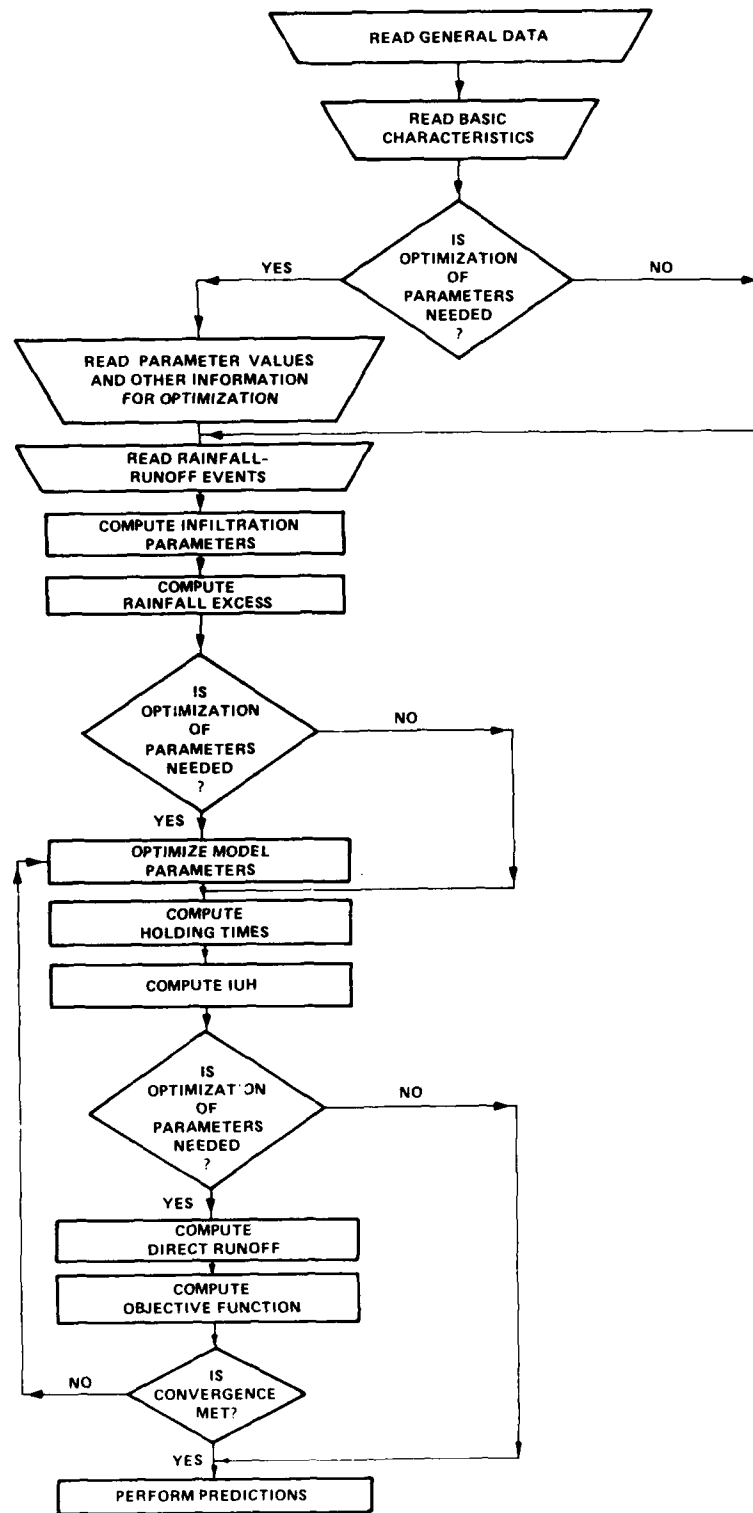 READ GENERAL DATA
READ BASIC
CHARACTERISTICS
IS
OPTIMIZATION
OF
PARAMETERS
NEEDED
?
YES
NO
READ PARAMETER VALUES
AND OTHER INFORMATION
FOR OPTIMIZATION
READ RAINFALL-
RUNOFF EVENTS
COMPUTE INFILTRATION
PARAMETERS
COMPUTE
RAINFALL EXCESS
IS
OPTIMIZATION
OF
PARAMETERS
NEEDED
?
NO
YES
OPTIMIZE MODEL
PARAMETERS
COMPUTE
HOLDING TIMES
COMPUTE IUH
IS
OPTIMIZATION
OF
PARAMETERS
NEEDED
?
NO
YES
COMPUTE
DIRECT RUNOFF
COMPUTE
OBJECTIVE FUNCTION
IS
CONVERGENCE
MET?
NO
YES
PERFORM PREDICTIONS